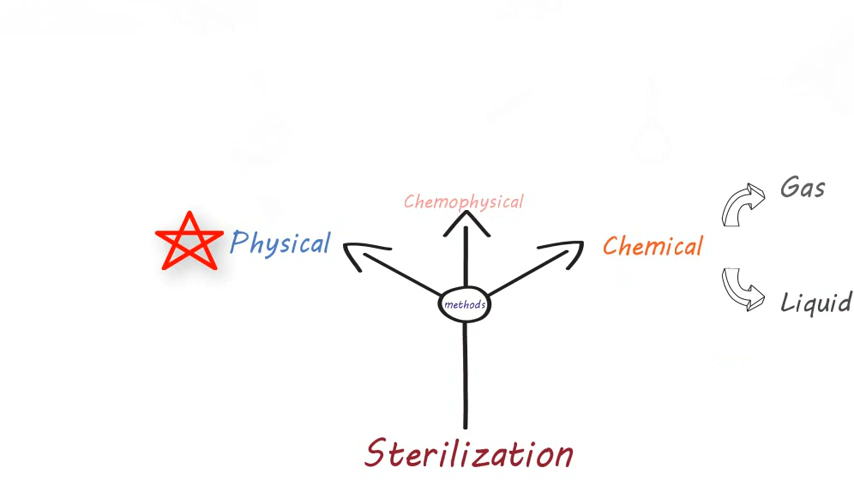 Gas
Chemophysical
Physical
Chemical
methods
Liquid
Sterilization